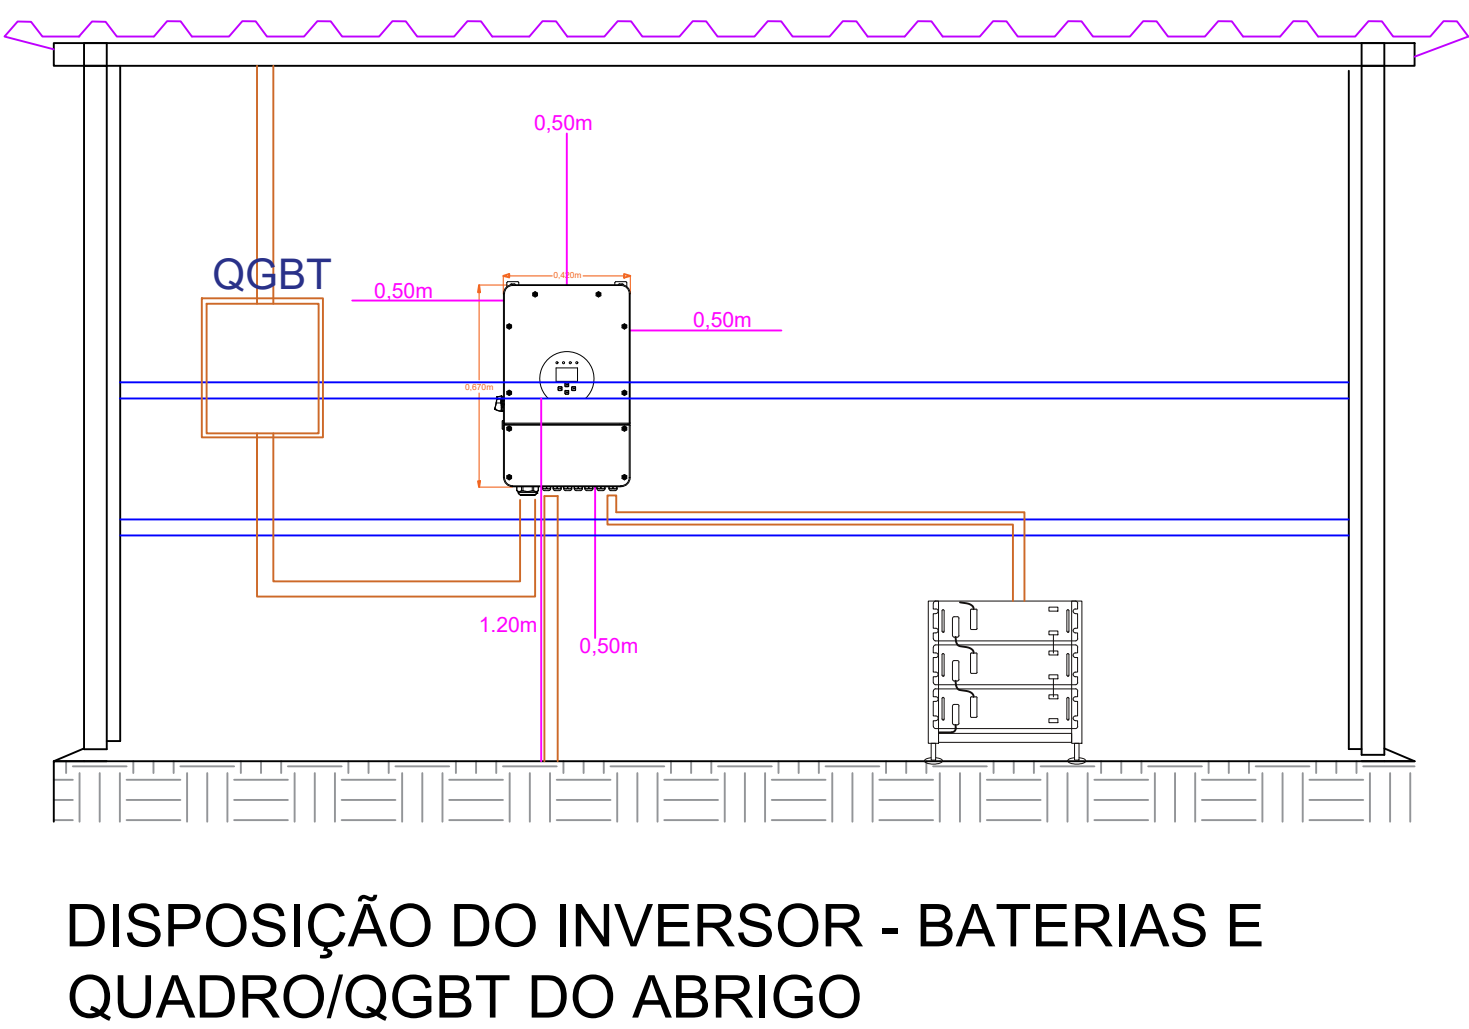 0,50m
QGBT
0,420m
0,50m
0,50m
0,670m
1.20m
0,50m
DISPOSIÇÃO DO INVERSOR - BATERIAS E
QUADRO/QGBT DO ABRIGO